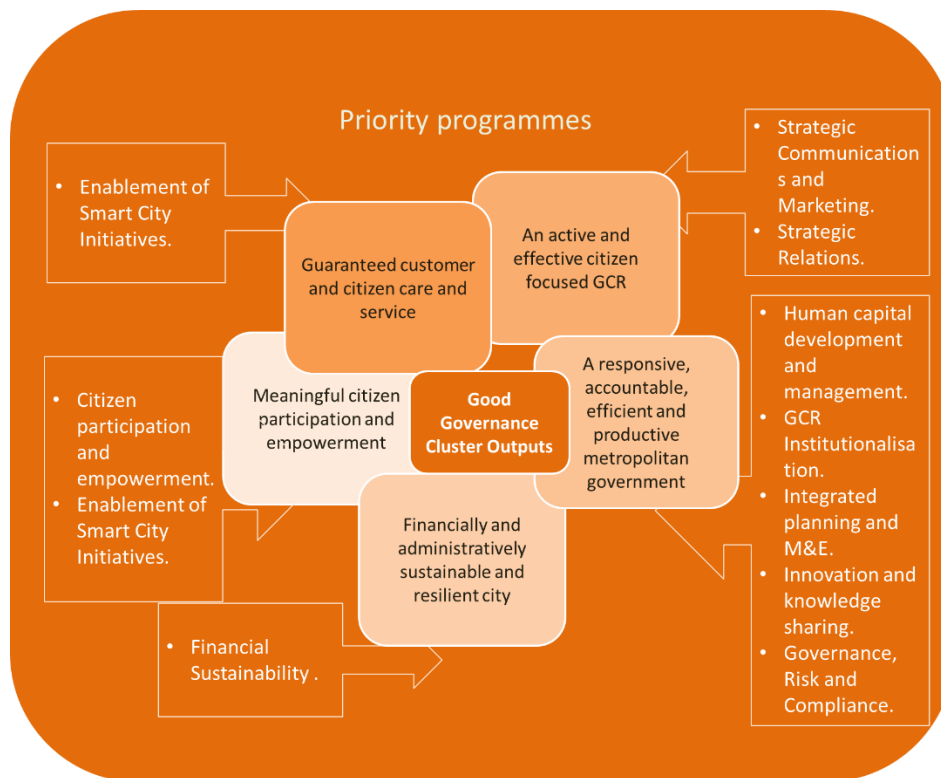 Priority programmes
• Enablement of
Smart City
Initiatives.
Guaranteed customer
and citizen care and
service
An active and
effective citizen
focused GCR
• Strategic
Communication
s and
Marketing.
• Strategic
Relations.
• Citizen
participation
and
empowerment.
• Enablement of
Smart City
Initiatives.
Meaningful citizen
participation and
empowerment
Good
Governance
Cluster Outputs
A responsive,
accountable,
efficient and
productive
metropolitan
government
• Human capital
development
and
management.
• GCR
Institutionalisa
tion.
• Integrated
planning and
M&E.
• Innovation and
knowledge
sharing.
• Governance,
Risk and
Compliance.
Financially and
administratively
sustainable and
resilient city
• Financial
Sustainability .